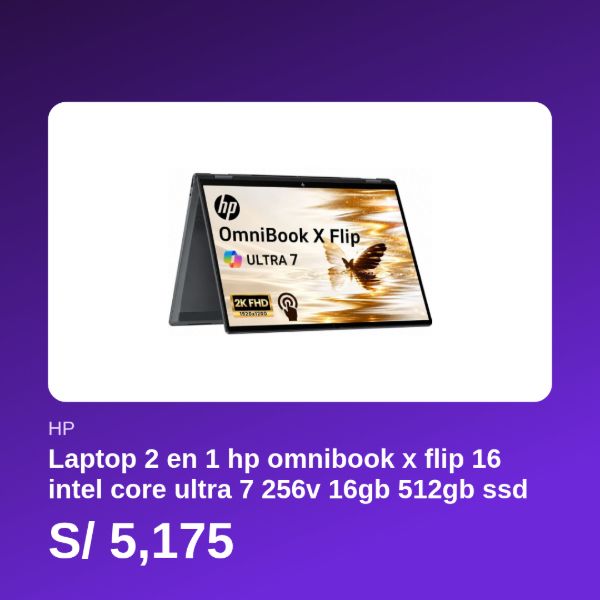 hp
OmniBook X Flip
ULTRA 7
2K FHD
1920x1200
HP
Laptop 2 en 1 hp omnibook x flip 16
intel core ultra 7 256v 16gb 512gb ssd
S/ 5,175